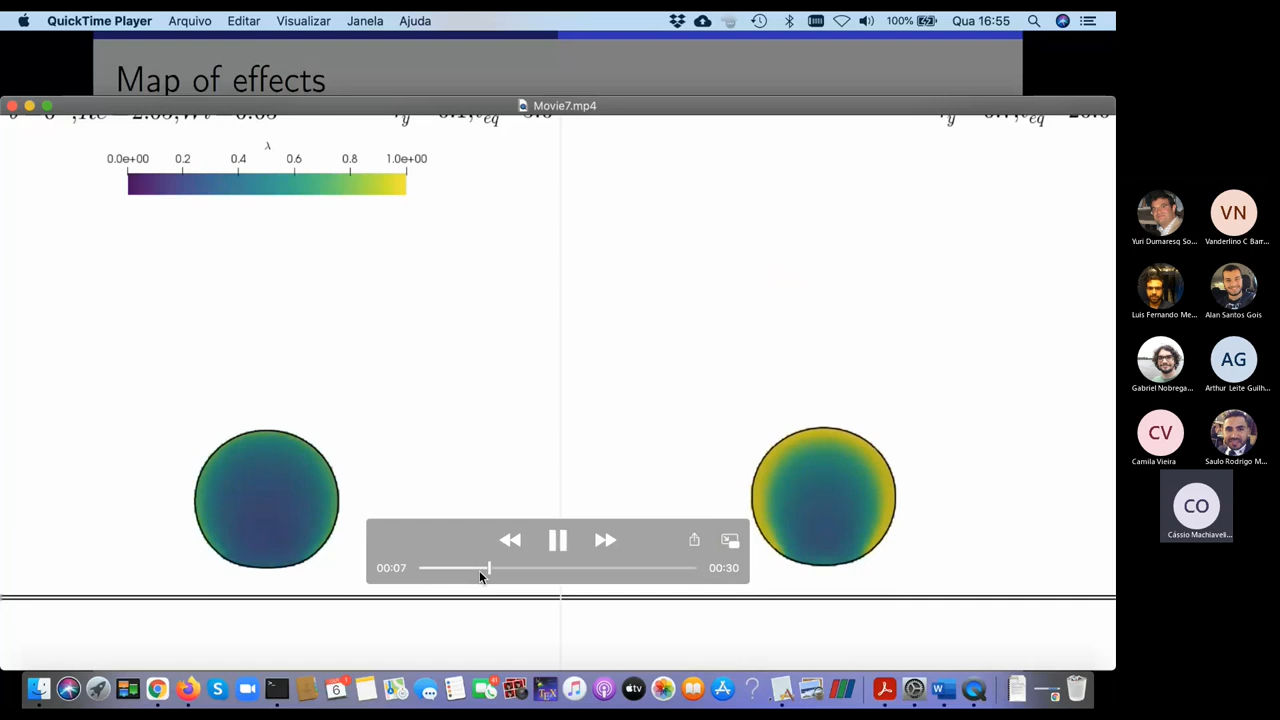 QuickTime Player Arquivo Editar Visualizar Janela Ajuda 100% Qua 16:55
Map of effects
Movie7.mp4
λ
0.0e+00 0.2 0.4 0.6 0.8 1.0e+00
00:07 00:30
Yuri Dumaresq So...
VN
Vanderlino C Barr...
Luis Fernando Me...
Alan Santos Gois
Gabriel Nobrega...
AG
Arthur Leite Guilh...
CV
Camila Vieira
Saulo Rodrigo M...
CO
Cássio Machiaveli...